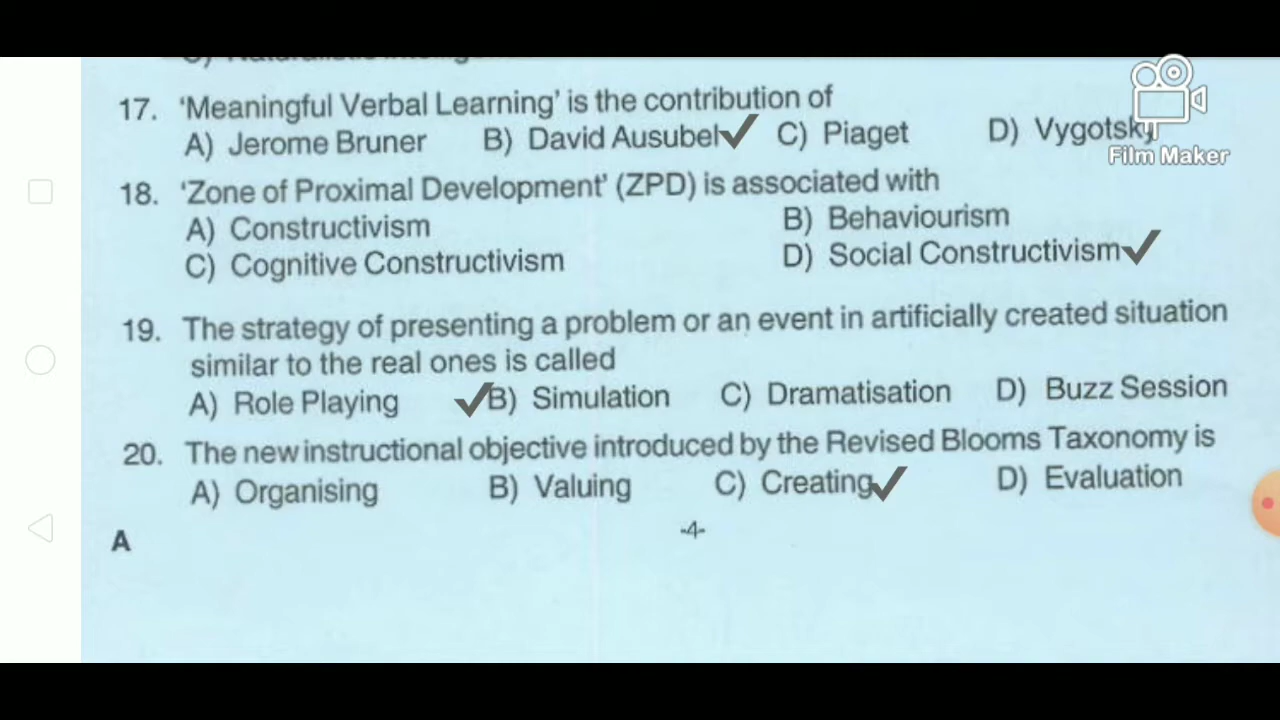 C) Naturalistic Intelligence
17. 'Meaningful Verbal Learning' is the contribution of
A) Jerome Bruner B) David Ausubel✓ C) Piaget D) Vygotsky
Film Maker
18. 'Zone of Proximal Development' (ZPD) is associated with
A) Constructivism B) Behaviourism
C) Cognitive Constructivism D) Social Constructivism✓
19. The strategy of presenting a problem or an event in artificially created situation
similar to the real ones is called
A) Role Playing ✓B) Simulation C) Dramatisation D) Buzz Session
20. The new instructional objective introduced by the Revised Blooms Taxonomy is
A) Organising B) Valuing C) Creating✓ D) Evaluation
A -4-